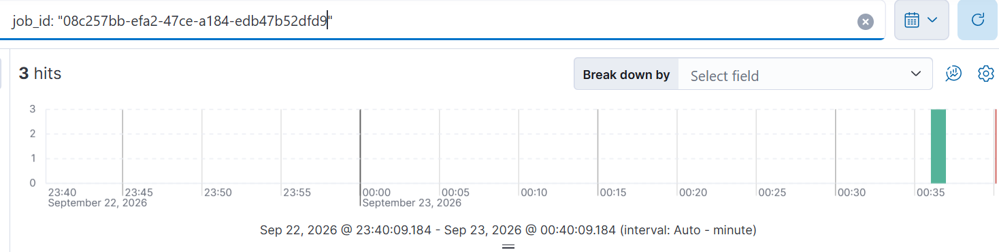 job_id: "08c257bb-efa2-47ce-a184-edb47b52dfd9"
3 hits
Break down by Select field
3
2
1
0
23:40 23:45 23:50 23:55 00:00 00:05 00:10 00:15 00:20 00:25 00:30 00:35
September 22, 2026 September 23, 2026
Sep 22, 2026 @ 23:40:09.184 - Sep 23, 2026 @ 00:40:09.184 (interval: Auto - minute)